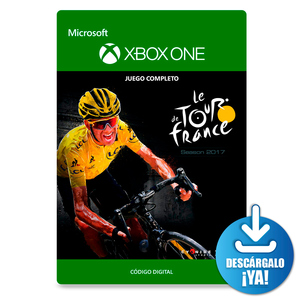 Microsoft
XBOX ONE
JUEGO COMPLETO
le
TOUR
de
france
Season 2017
CÓDIGO DIGITAL
DESCÁRGALO
¡YA!